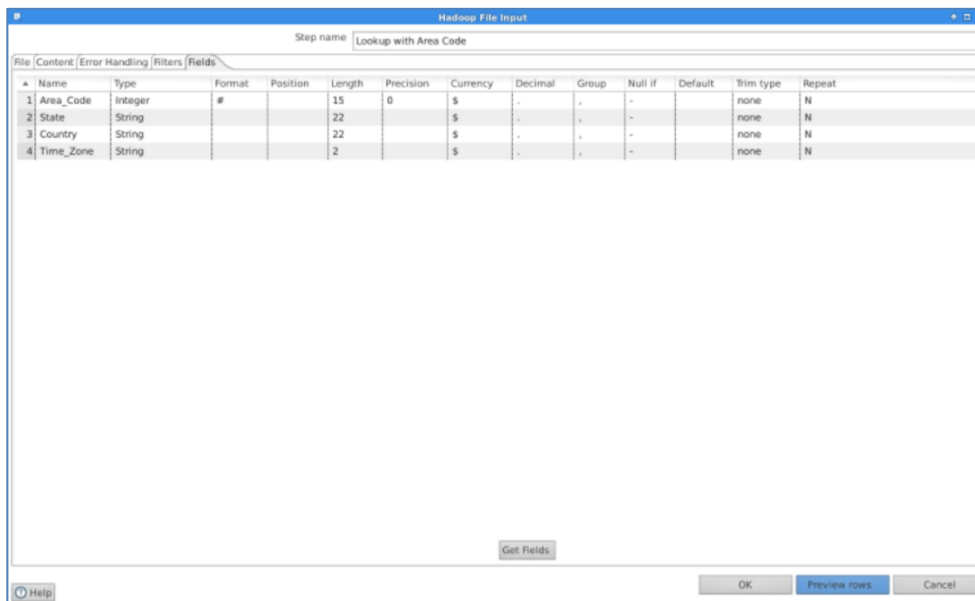 Hadoop File Input
Step name Lookup with Area Code
File Content Error Handling Filters Fields
Name Type Format Position Length Precision Currency Decimal Group Null if Default Trim type Repeat
1 Area_Code Integer # 15 0 $ . , - none N
2 State String 22 $ . , - none N
3 Country String 22 $ . , - none N
4 Time_Zone String 2 $ . , - none N
Get Fields
Help OK Preview rows Cancel